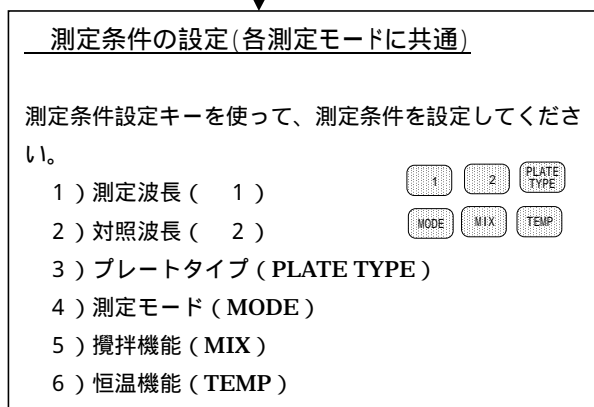 測定条件の設定(各測定モードに共通)
測定条件設定キーを使って、測定条件を設定してくださ
い。
1)測定波長(　1)
2)対照波長(　2)
3)プレートタイプ(PLATE TYPE)
4)測定モード(MODE)
5)攪拌機能(MIX)
6)恒温機能(TEMP)
1 2 PLATE TYPE
MODE MIX TEMP